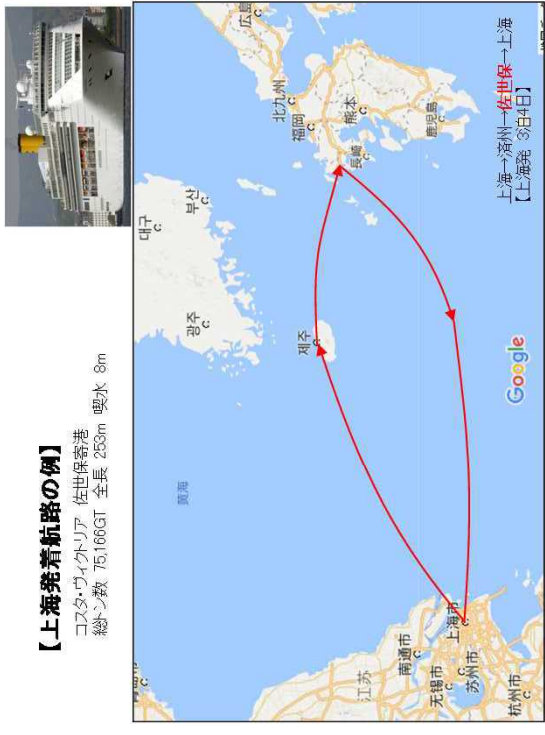 【上海発着航路の例】
コスタ・ヴィクトリア 佐世保寄港
総トン数 75,166GT 全長 253m 喫水 8m
広島
北九州
福岡
熊本
長崎
鹿児島
대구
부산
광주
제주
黄海
江苏
南通市
上海市
无锡市
苏州市
杭州市
Google
上海→済州→佐世保→上海
【上海発 3泊4日】